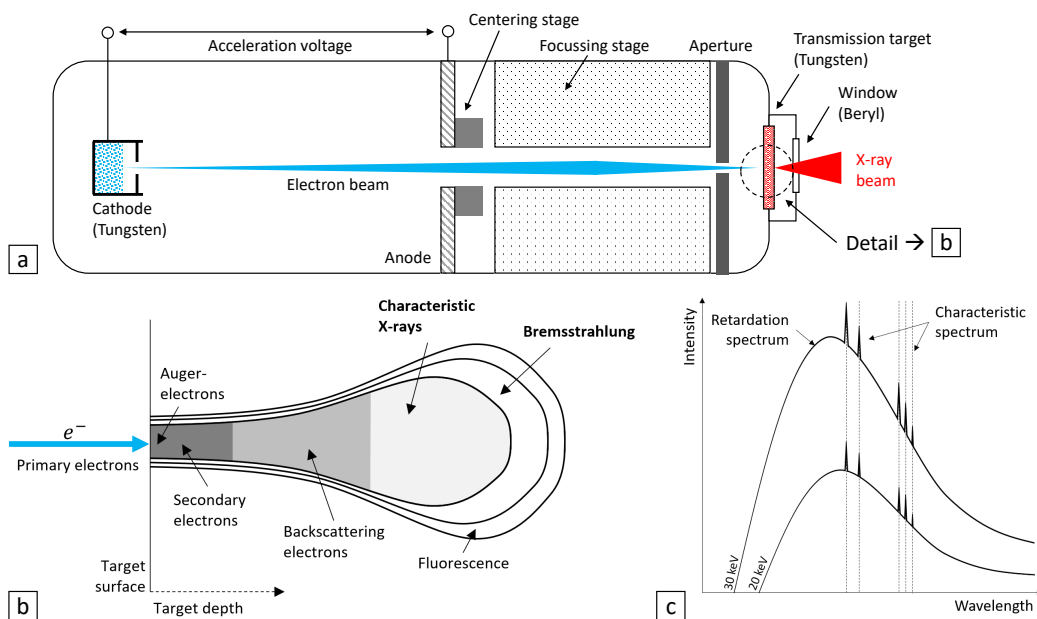 Centering stage
Acceleration voltage
Focussing stage
Aperture
Transmission target
(Tungsten)
Window
(Beryl)
X-ray
beam
Electron beam
Cathode
(Tungsten)
Anode
Detail → b
a
Characteristic
X-rays
Bremsstrahlung
Auger-
electrons
e⁻
Primary electrons
Secondary
electrons
Backscattering
electrons
Fluorescence
Target
surface
Target depth
b
Intensity
Retardation
spectrum
Characteristic
spectrum
30 keV
20 keV
Wavelength
c